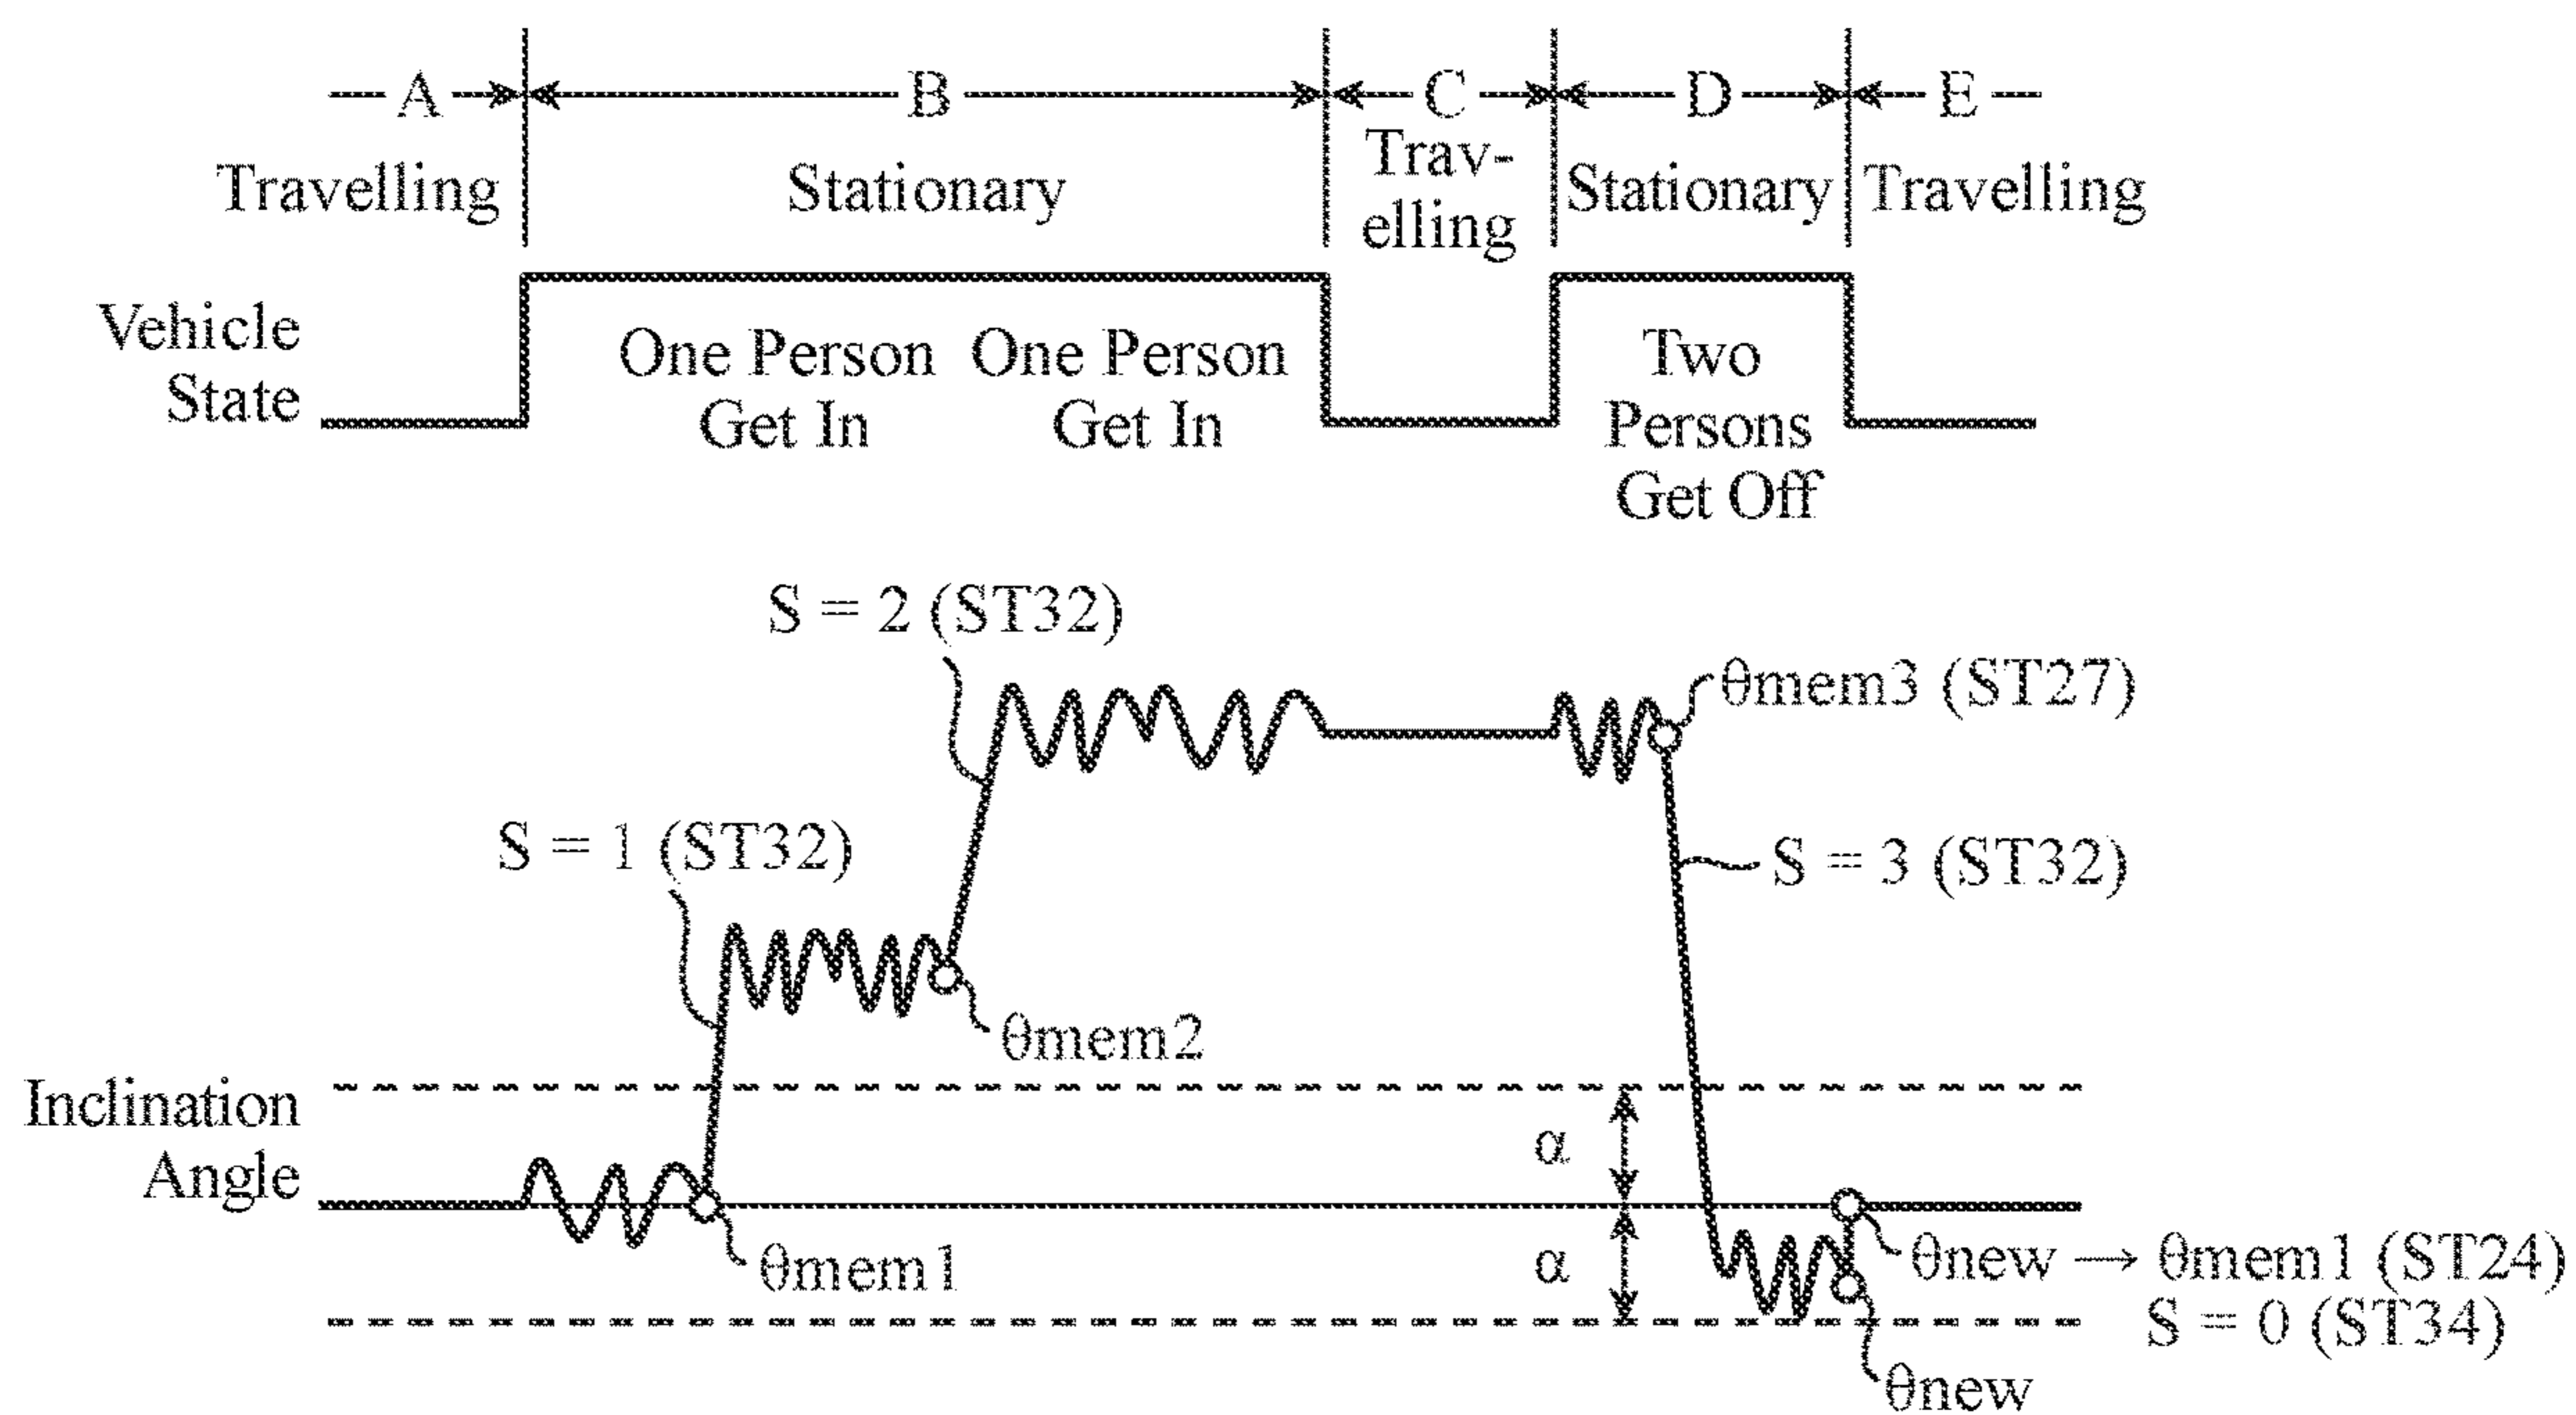 A B C D E
Travelling Stationary Trav-
elling Stationary Travelling
Vehicle
State
One Person
Get In
One Person
Get In
Two
Persons
Get Off
S = 2 (ST32)
θmem3 (ST27)
S = 1 (ST32)
S = 3 (ST32)
θmem2
Inclination
Angle
α
α
θmem1
θnew → θmem1 (ST24)
S = 0 (ST34)
θnew